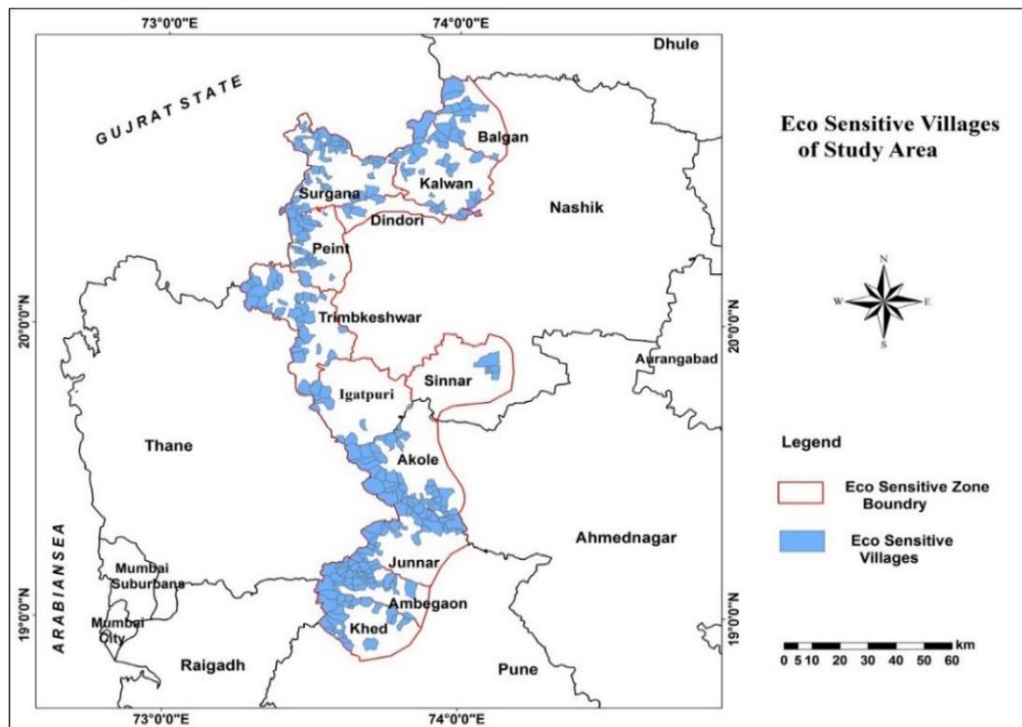 73°0'0"E
74°0'0"E
Dhule
GUJRAT STATE
Eco Sensitive Villages
of Study Area
Balgan
Kalwan
Surgana
Nashik
Dindori
Peint
N
W
E
S
20°0'0"N
Trimbkeshwar
20°0'0"N
Aurangabad
Sinnar
Igatpuri
Thane
Akole
Legend
Eco Sensitive Zone
Boundry
Ahmednagar
Eco Sensitive
Villages
ARABIANSEA
Junnar
Mumbai
Suburbans
Ambegaon
19°0'0"N
Mumbai
City
Khed
19°0'0"N
Raigadh
Pune
km
0 5 10 20 30 40 50 60
73°0'0"E
74°0'0"E